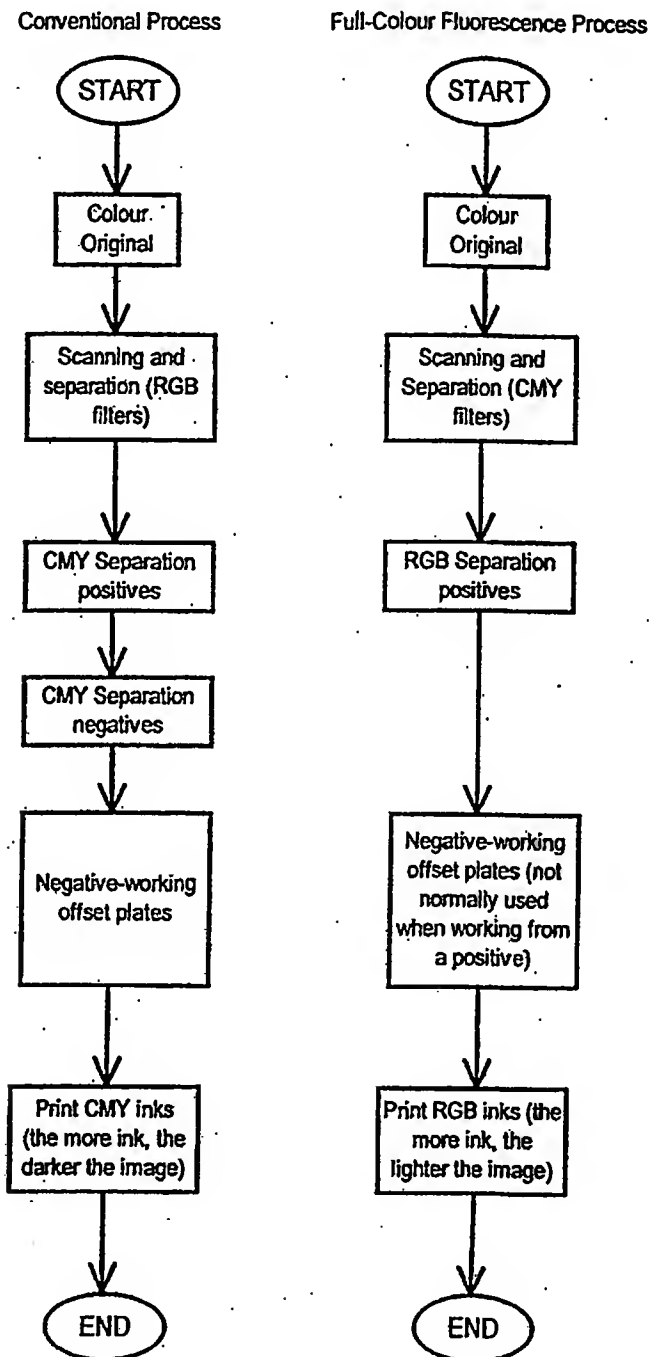 Conventional Process
START
Colour
Original
Scanning and
separation (RGB
filters)
CMY Separation
positives
CMY Separation
negatives
Negative-working
offset plates
Print CMY inks
(the more ink, the
darker the image)
END
Full-Colour Fluorescence Process
START
Colour
Original
Scanning and
Separation (CMY
filters)
RGB Separation
positives
Negative-working
offset plates (not
normally used
when working from
a positive)
Print RGB inks (the
more ink, the
lighter the image)
END